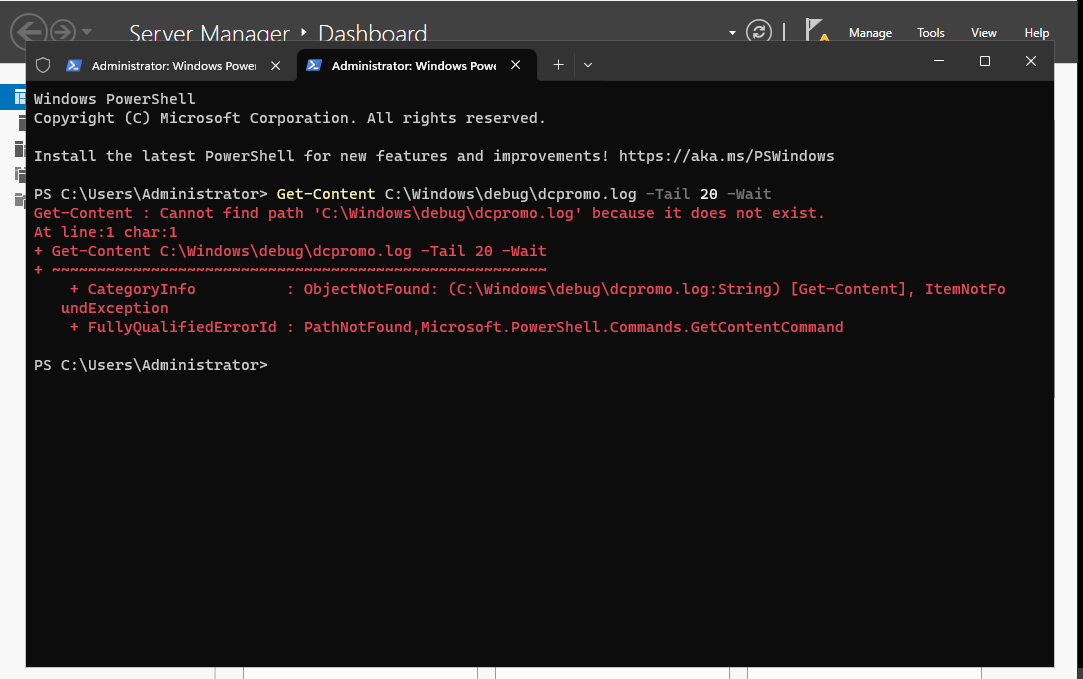 Server Manager ‣ Dashboard
Manage Tools View Help
Administrator: Windows Power Administrator: Windows Powe
Windows PowerShell
Copyright (C) Microsoft Corporation. All rights reserved.
Install the latest PowerShell for new features and improvements! https://aka.ms/PSWindows
PS C:\Users\Administrator> Get-Content C:\Windows\debug\dcpromo.log -Tail 20 -Wait
Get-Content : Cannot find path 'C:\Windows\debug\dcpromo.log' because it does not exist.
At line:1 char:1
+ Get-Content C:\Windows\debug\dcpromo.log -Tail 20 -Wait
+ ~~~~~~~~~~~~~~~~~~~~~~~~~~~~~~~~~~~~~~~~~~~~~~~~~~~~~~~
    + CategoryInfo          : ObjectNotFound: (C:\Windows\debug\dcpromo.log:String) [Get-Content], ItemNotFo
   undException
    + FullyQualifiedErrorId : PathNotFound,Microsoft.PowerShell.Commands.GetContentCommand
PS C:\Users\Administrator>